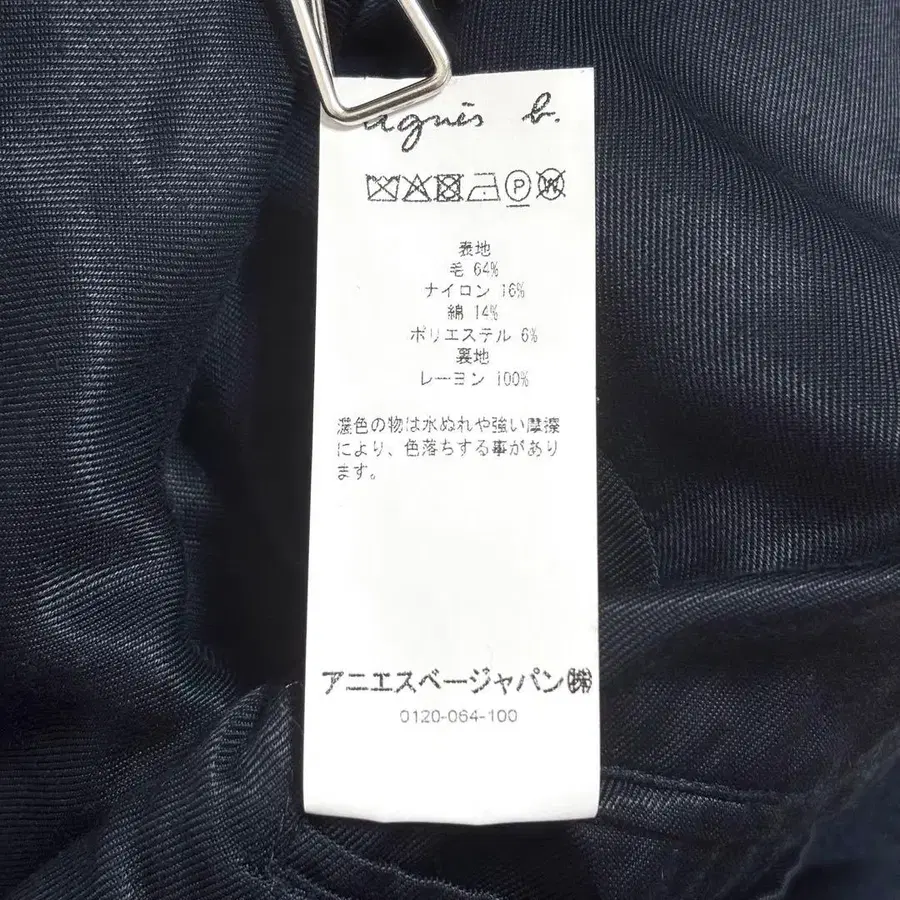 agnès b.
表地
毛 64%
ナイロン 16%
綿 14%
ポリエステル 6%
裏地
レーヨン 100%
濃色の物は水ぬれや強い摩擦
により、色落ちする事があり
ます。
アニエスベージャパン㈱
0120-064-100